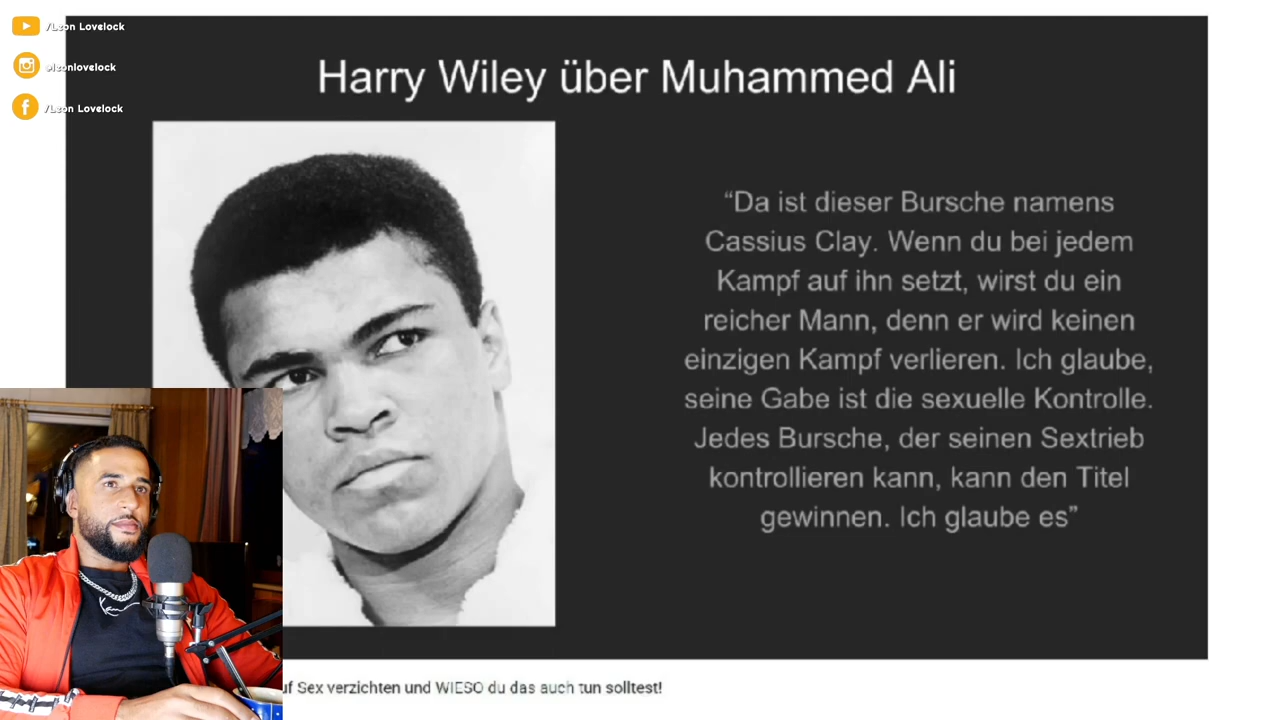 /Leon Lovelock
@leonlovelock
/Leon Lovelock
Harry Wiley über Muhammed Ali
“Da ist dieser Bursche namens
Cassius Clay. Wenn du bei jedem
Kampf auf ihn setzt, wirst du ein
reicher Mann, denn er wird keinen
einzigen Kampf verlieren. Ich glaube,
seine Gabe ist die sexuelle Kontrolle.
Jedes Bursche, der seinen Sextrieb
kontrollieren kann, kann den Titel
gewinnen. Ich glaube es”
uf Sex verzichten und WIESO du das auch tun solltest!